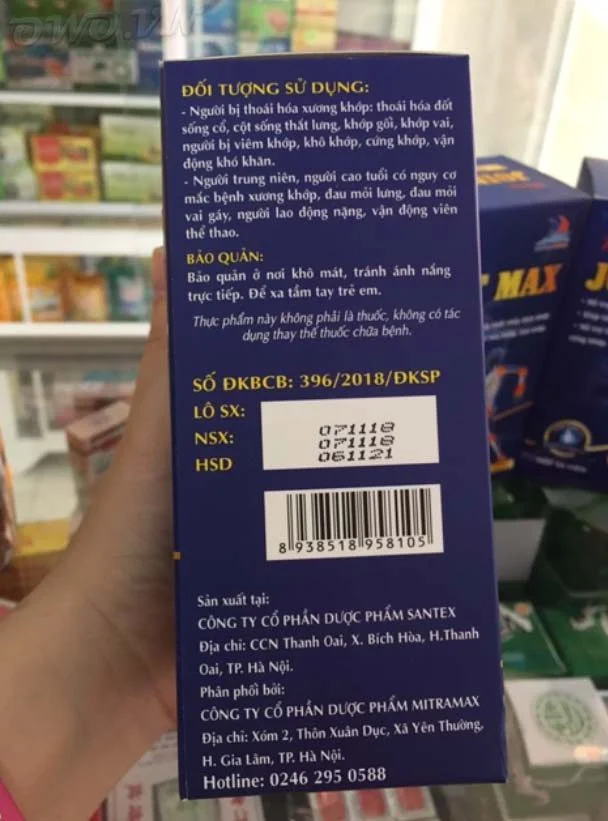 OWO.VN
ĐỐI TƯỢNG SỬ DỤNG:
- Người bị thoái hóa xương khớp: thoái hóa đốt
sống cổ, cột sống thắt lưng, khớp gối, khớp vai,
người bị viêm khớp, khô khớp, cứng khớp, vận
động khó khăn.
- Người trung niên, người cao tuổi có nguy cơ
mắc bệnh xương khớp, đau mỏi lưng, đau mỏi
vai gáy, người lao động nặng, vận động viên
thể thao.
BẢO QUẢN:
Bảo quản ở nơi khô mát, tránh ánh nắng
trực tiếp. Để xa tầm tay trẻ em.
Thực phẩm này không phải là thuốc, không có tác
dụng thay thế thuốc chữa bệnh.
SỐ ĐKBCB: 396/2018/ĐKSP
LÔ SX: 071118
NSX: 071118
HSD 061121
8 938518 958105
Sản xuất tại:
CÔNG TY CỔ PHẦN DƯỢC PHẨM SANTEX
Địa chỉ: CCN Thanh Oai, X. Bích Hòa, H.Thanh
Oai, TP. Hà Nội.
Phân phối bởi:
CÔNG TY CỔ PHẦN DƯỢC PHẨM MITRAMAX
Địa chỉ: Xóm 2, Thôn Xuân Dục, Xã Yên Thường,
H. Gia Lâm, TP. Hà Nội.
Hotline: 0246 295 0588
MAX